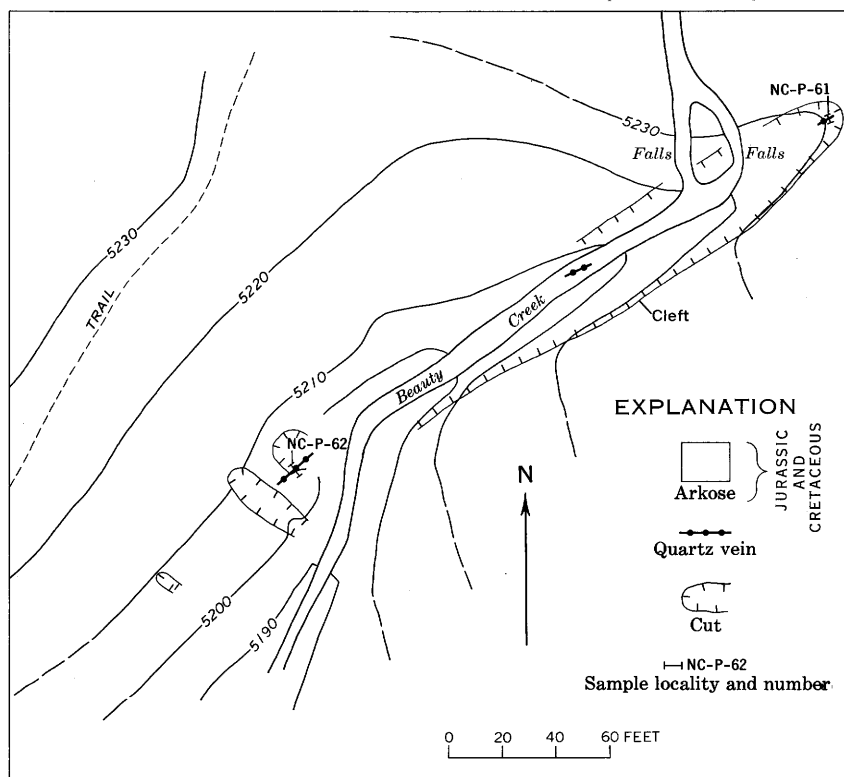 NC-P-61
5230
Falls
Falls
5230
TRAIL
5220
Creek
Cleft
Beauty
5210
NC-P-62
5200
5190
N
EXPLANATION
Arkose
JURASSIC
AND
CRETACEOUS
Quartz vein
Cut
NC-P-62
Sample locality and number
0 20 40 60 FEET